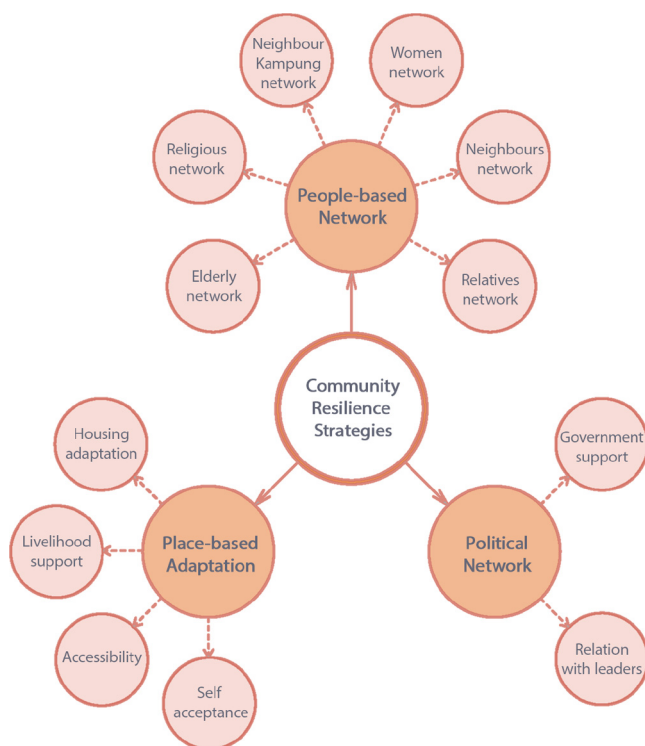 Neighbour
Kampung
network
Women
network
Religious
network
Neighbours
network
People-based
Network
Elderly
network
Relatives
network
Community
Resilience
Strategies
Housing
adaptation
Government
support
Livelihood
support
Place-based
Adaptation
Political
Network
Accessibility
Relation
with leaders
Self
acceptance